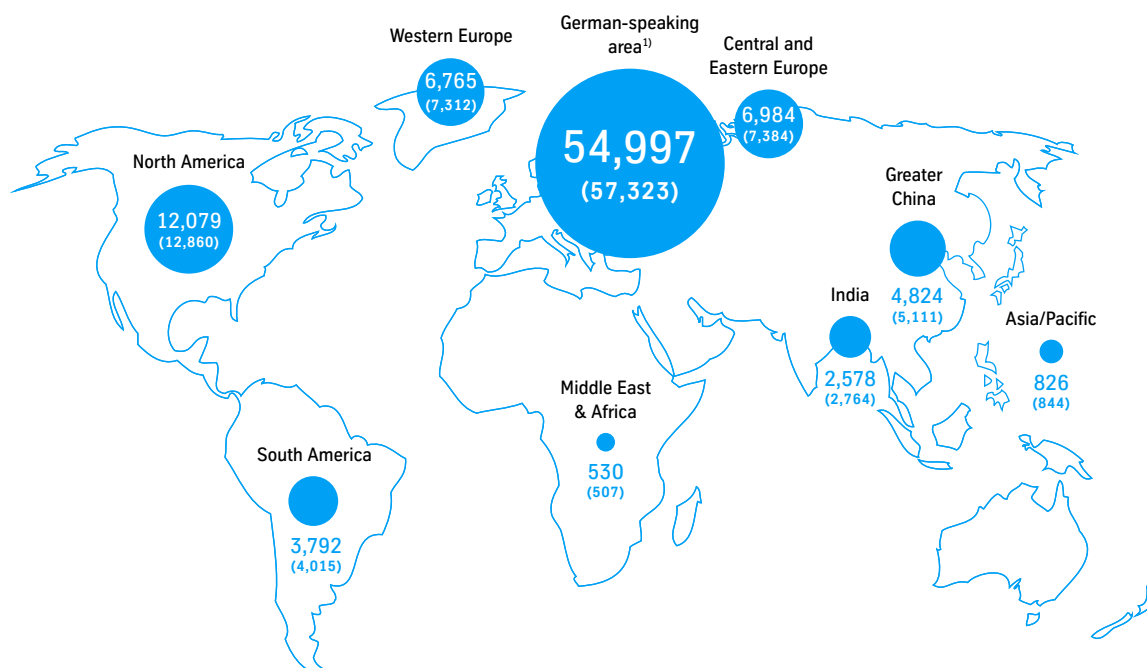 German-speaking
area1)
54,997
(57,323)
Western Europe
6,765
(7,312)
Central and
Eastern Europe
6,984
(7,384)
North America
12,079
(12,860)
Greater
China
4,824
(5,111)
India
2,578
(2,764)
Asia/Pacific
826
(844)
Middle East
& Africa
530
(507)
South America
3,792
(4,015)